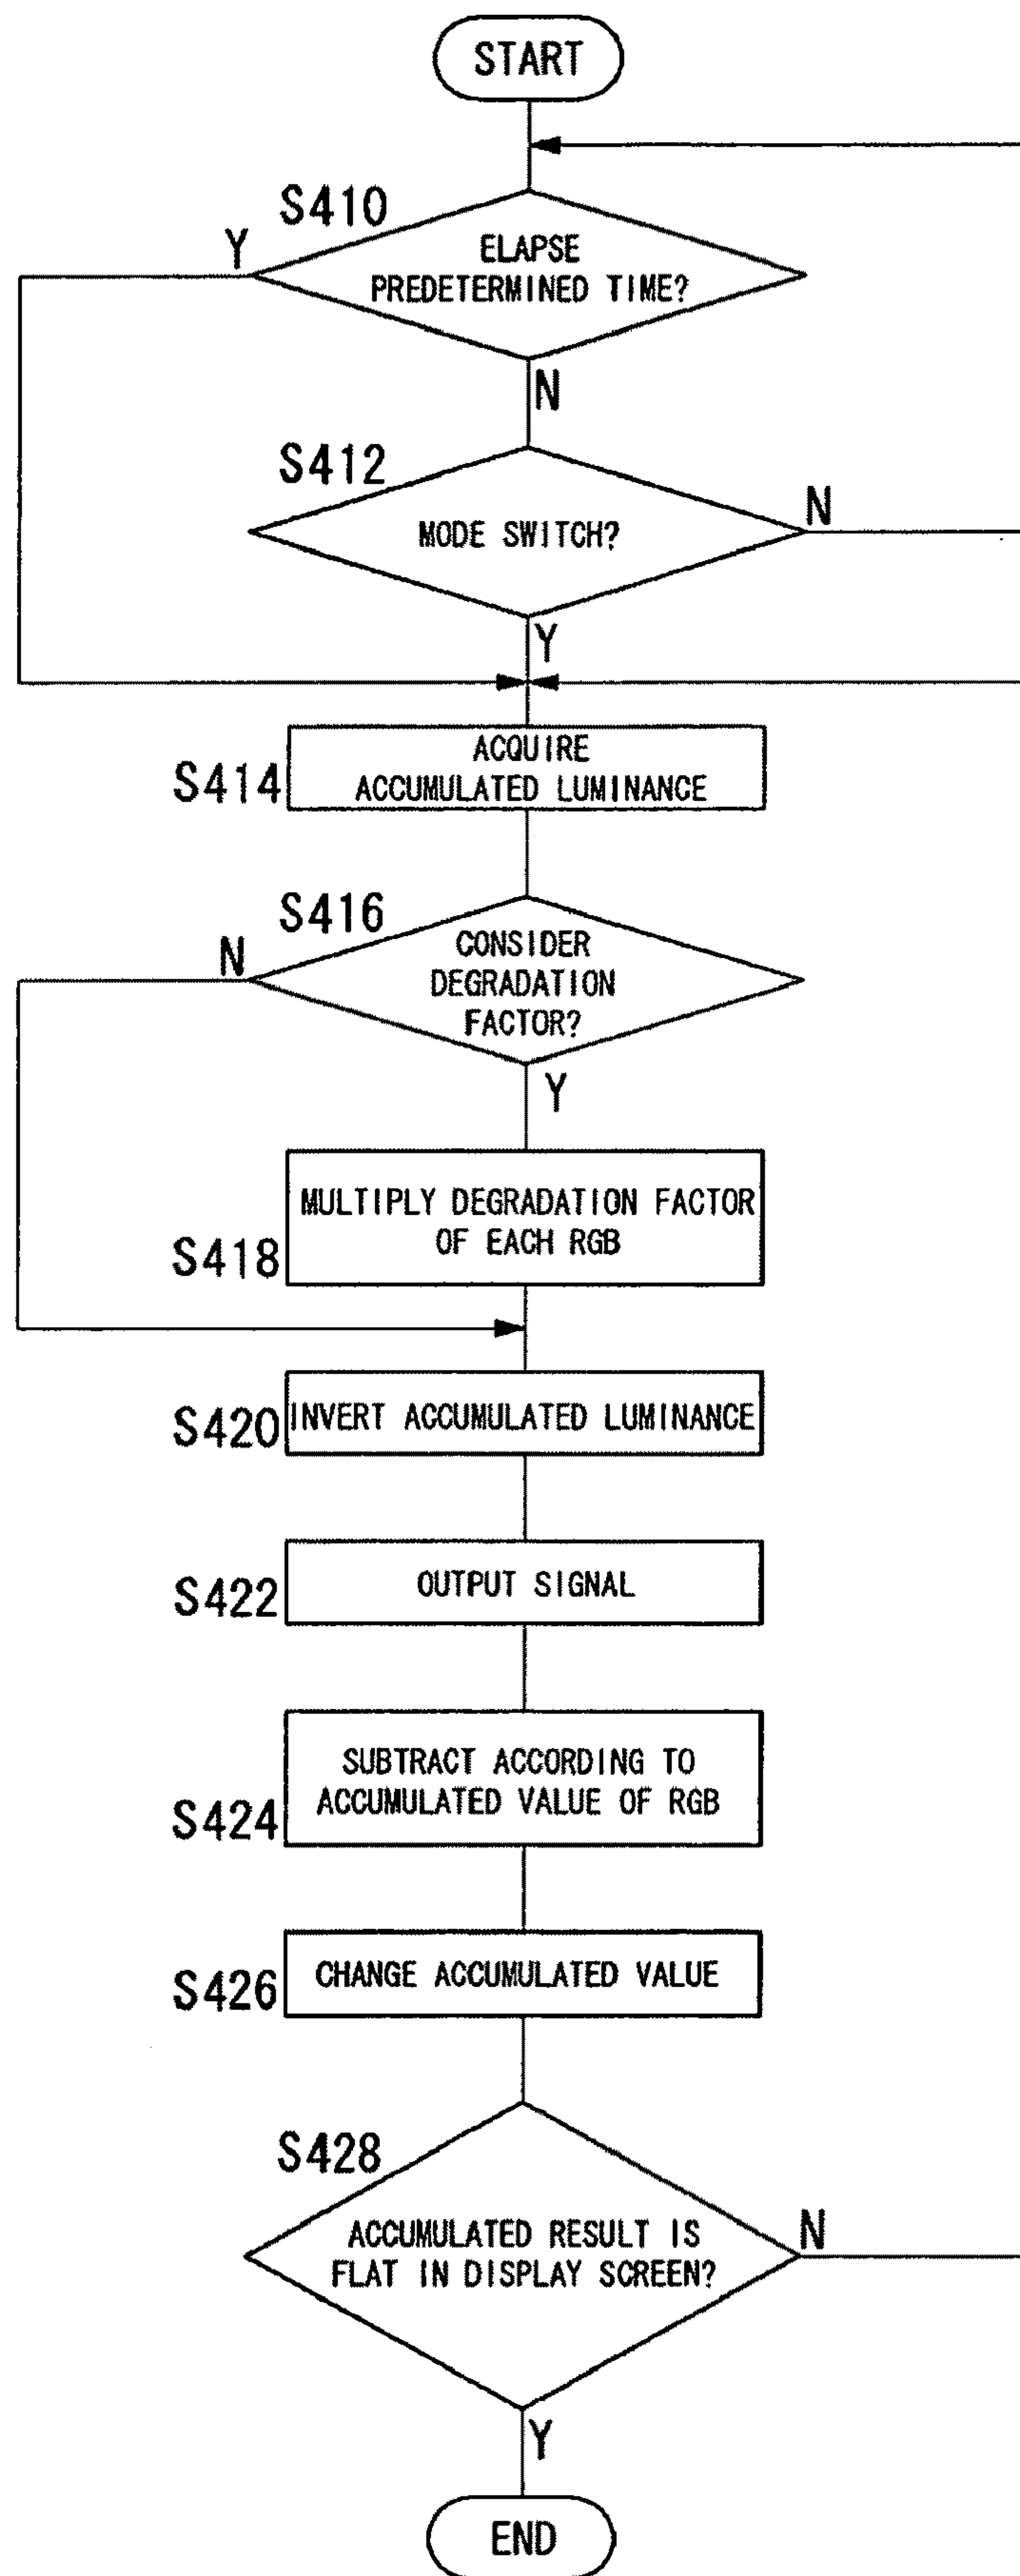 START
S410
Y
ELAPSE
PREDETERMINED TIME?
N
S412
MODE SWITCH?
N
Y
ACQUIRE
ACCUMULATED LUMINANCE
S414
S416
N
CONSIDER
DEGRADATION
FACTOR?
Y
MULTIPLY DEGRADATION FACTOR
OF EACH RGB
S418
INVERT ACCUMULATED LUMINANCE
S420
OUTPUT SIGNAL
S422
SUBTRACT ACCORDING TO
ACCUMULATED VALUE OF RGB
S424
CHANGE ACCUMULATED VALUE
S426
S428
ACCUMULATED RESULT IS
FLAT IN DISPLAY SCREEN?
N
Y
END